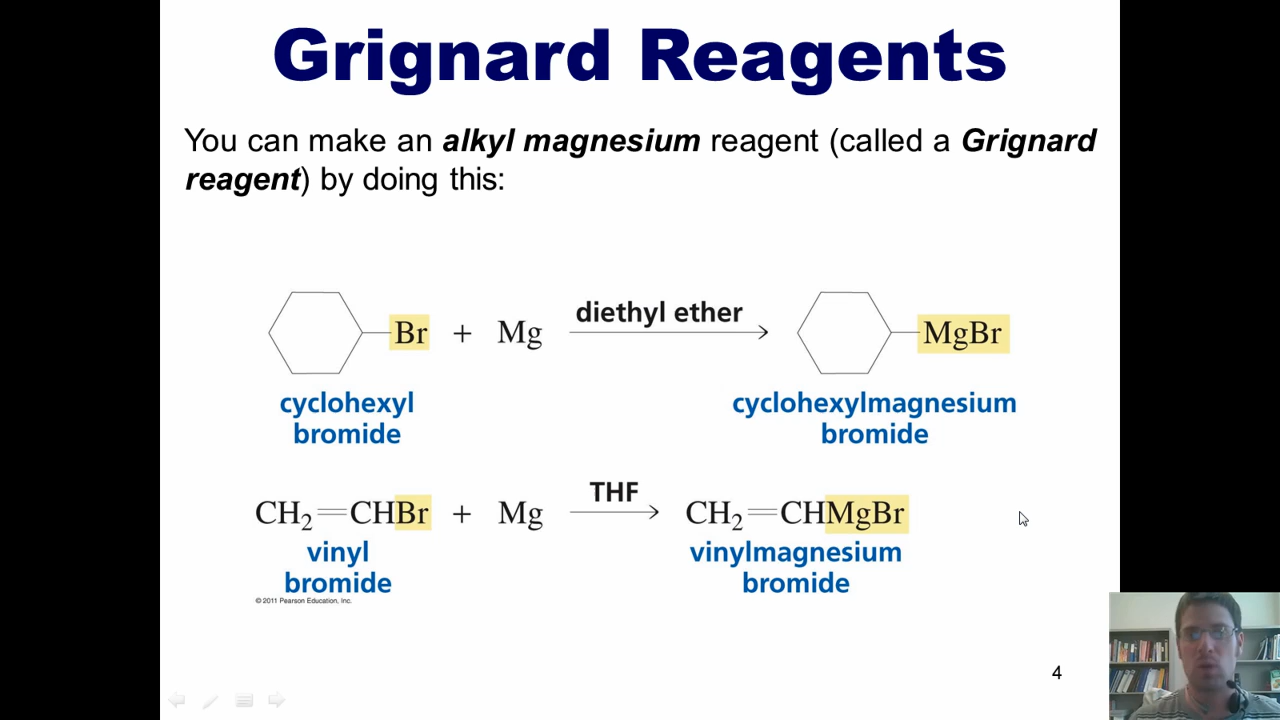 Grignard Reagents
You can make an alkyl magnesium reagent (called a Grignard
reagent) by doing this:
Br + Mg diethyl ether MgBr
cyclohexyl cyclohexylmagnesium
bromide bromide
CH₂=CHBr + Mg THF CH₂=CHMgBr
vinyl vinylmagnesium
bromide bromide
© 2011 Pearson Education, Inc.
4